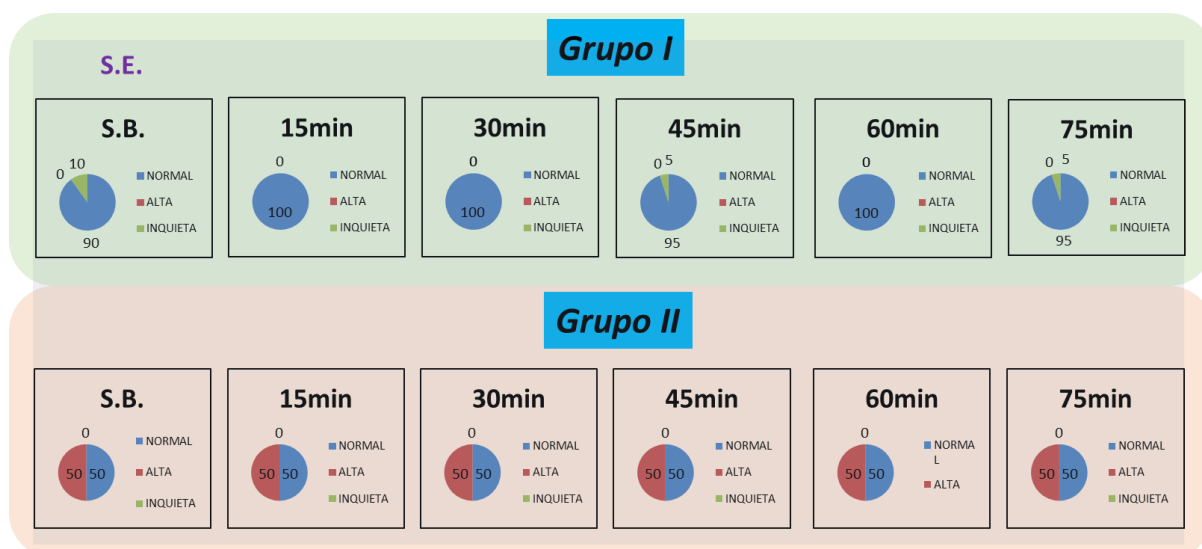 Grupo I
S.E.
S.B.
0
10
NORMAL
ALTA
INQUIETA
90
15min
0
NORMAL
ALTA
INQUIETA
100
30min
0
NORMAL
ALTA
INQUIETA
100
45min
0 5
NORMAL
ALTA
INQUIETA
95
60min
0
NORMAL
ALTA
INQUIETA
100
75min
0 5
NORMAL
ALTA
INQUIETA
95
Grupo II
S.B.
0
NORMAL
50 50
ALTA
INQUIETA
15min
0
NORMAL
50 50
ALTA
INQUIETA
30min
0
NORMAL
50 50
ALTA
INQUIETA
45min
0
NORMAL
50 50
ALTA
INQUIETA
60min
0
NORMA
L
50 50
ALTA
75min
0
NORMAL
50 50
ALTA
INQUIETA